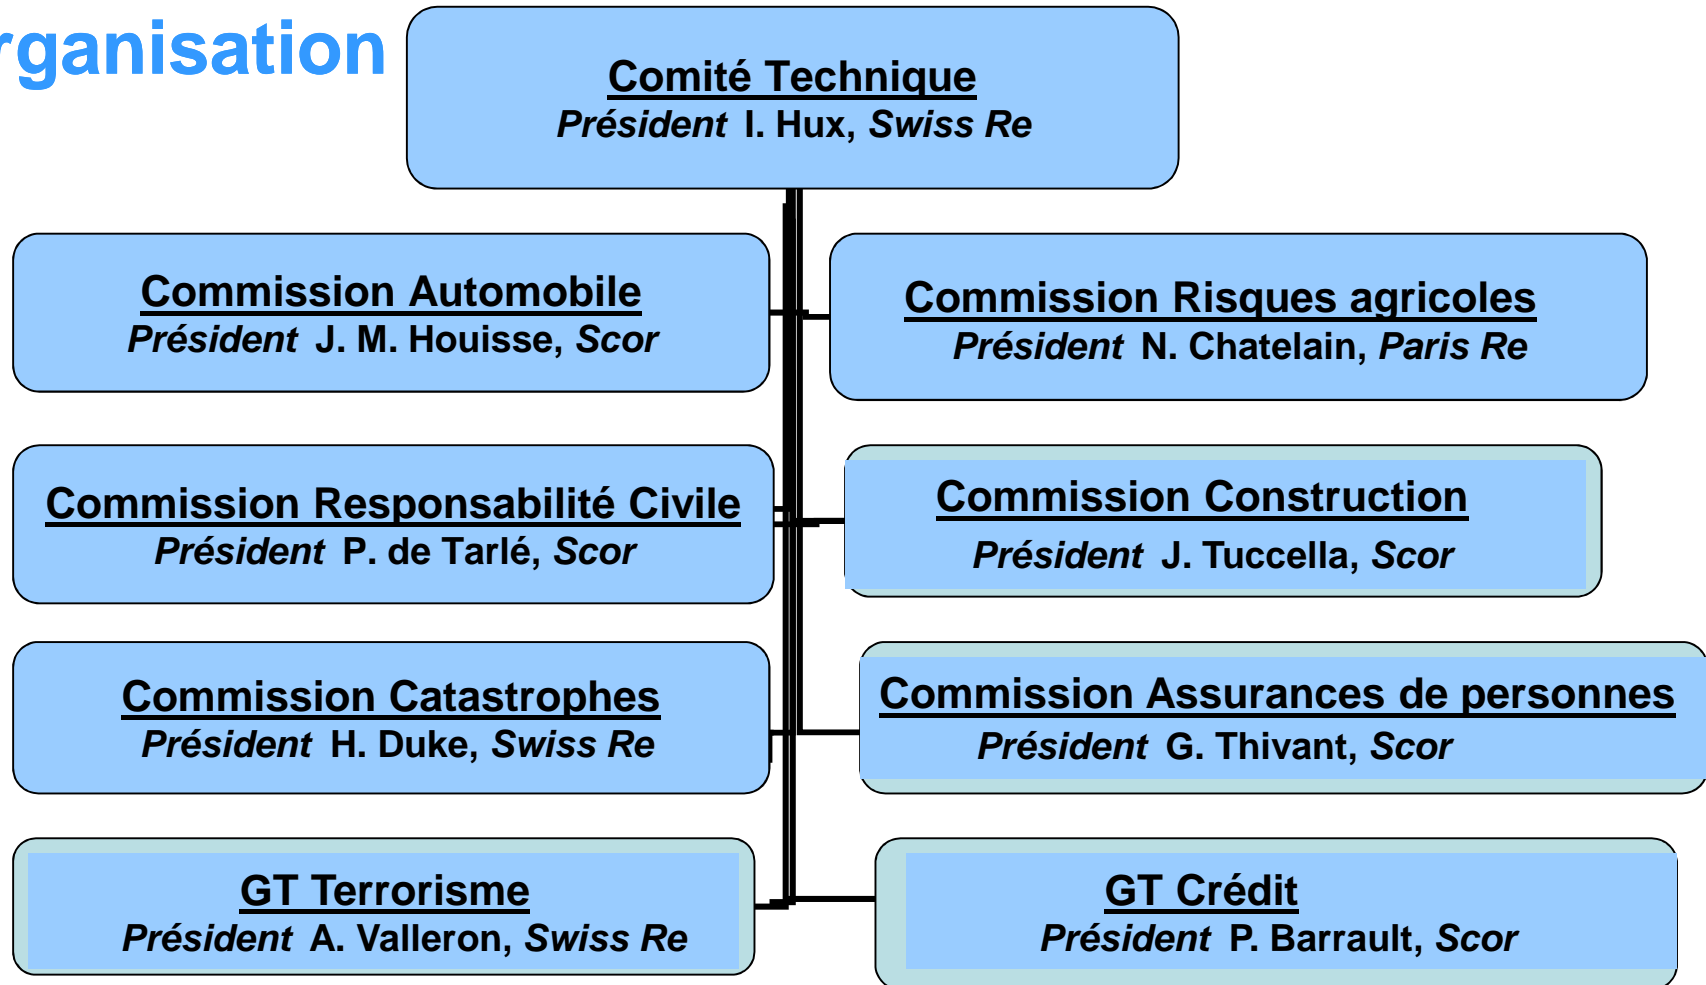 rganisation
Comité Technique
Président I. Hux, Swiss Re
Commission Automobile
Président J. M. Houisse, Scor
Commission Risques agricoles
Président N. Chatelain, Paris Re
Commission Responsabilité Civile
Président P. de Tarlé, Scor
Commission Construction
Président J. Tuccella, Scor
Commission Catastrophes
Président H. Duke, Swiss Re
Commission Assurances de personnes
Président G. Thivant, Scor
GT Terrorisme
Président A. Valleron, Swiss Re
GT Crédit
Président P. Barrault, Scor